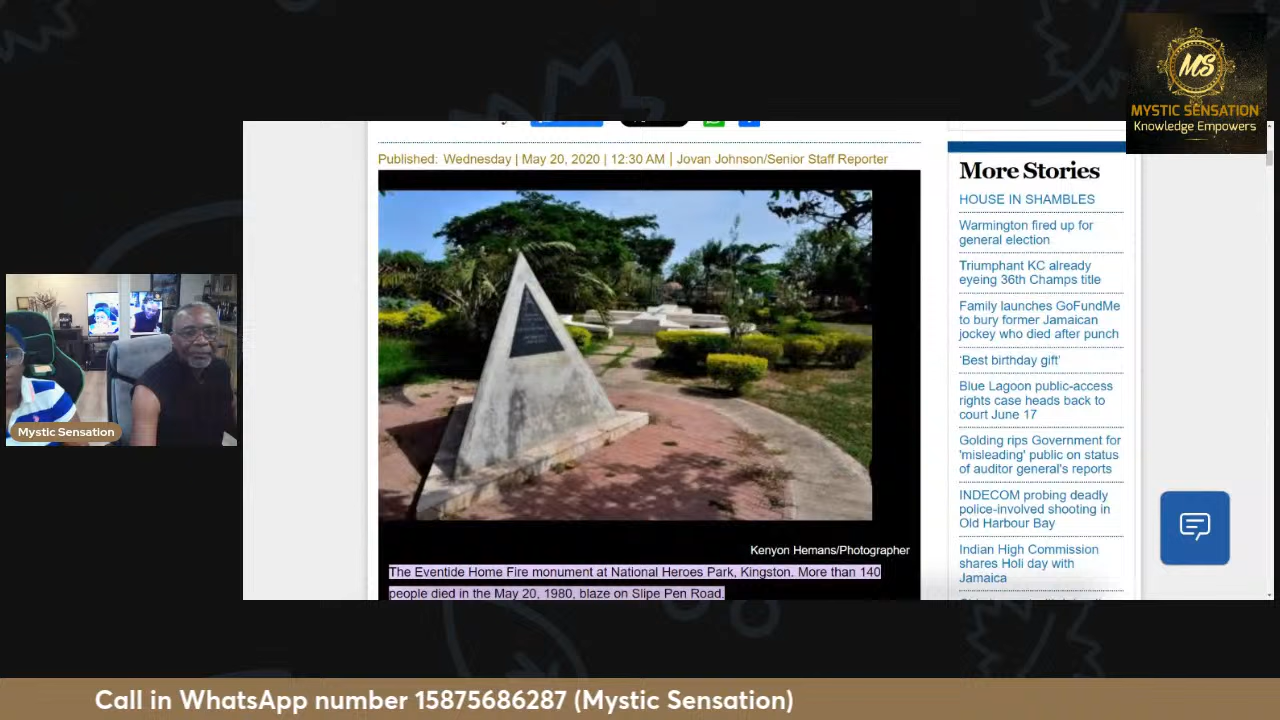 MS
MYSTIC SENSATION
Knowledge Empowers
Published: Wednesday | May 20, 2020 | 12:30 AM | Jovan Johnson/Senior Staff Reporter
Kenyon Hemans/Photographer
The Eventide Home Fire monument at National Heroes Park, Kingston. More than 140
people died in the May 20, 1980, blaze on Slipe Pen Road.
More Stories
HOUSE IN SHAMBLES
Warmington fired up for
general election
Triumphant KC already
eyeing 36th Champs title
Family launches GoFundMe
to bury former Jamaican
jockey who died after punch
‘Best birthday gift’
Blue Lagoon public-access
rights case heads back to
court June 17
Golding rips Government for
'misleading' public on status
of auditor general's reports
INDECOM probing deadly
police-involved shooting in
Old Harbour Bay
Indian High Commission
shares Holi day with
Jamaica
Mystic Sensation
Call in WhatsApp number 15875686287 (Mystic Sensation)